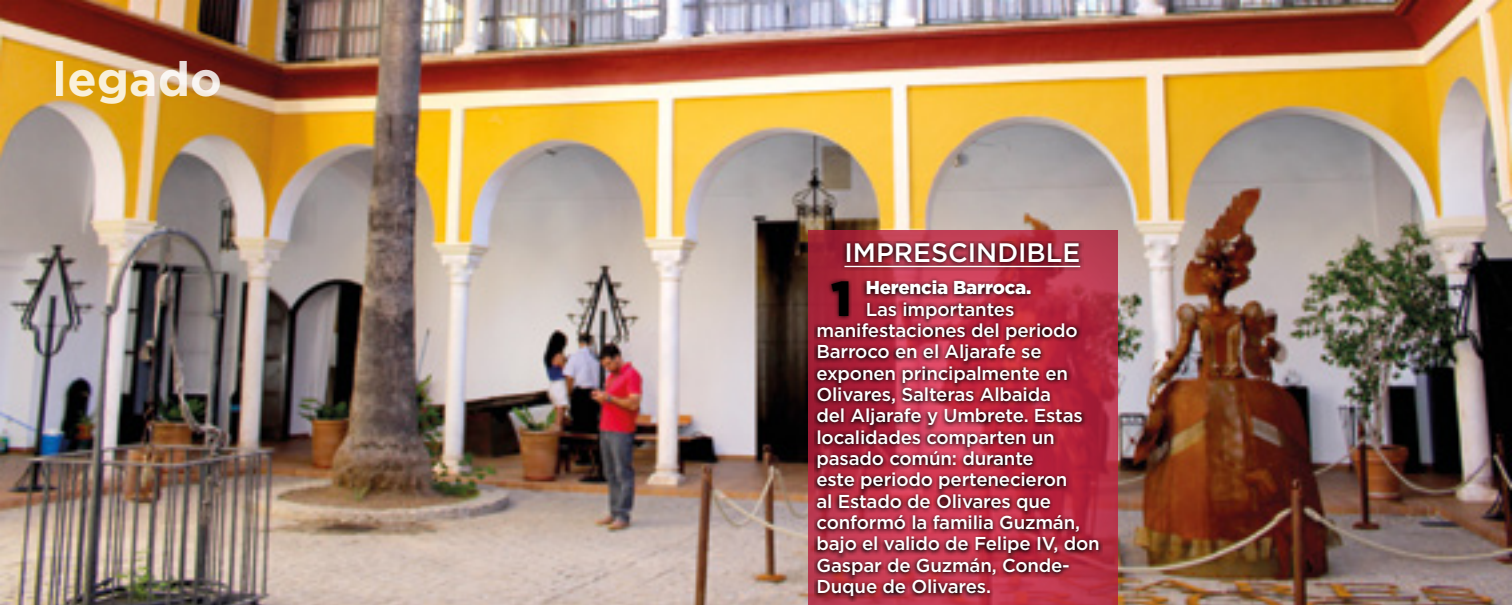 legado
IMPRESCINDIBLE
1 Herencia Barroca.
Las importantes
manifestaciones del periodo
Barroco en el Aljarafe se
exponen principalmente en
Olivares, Salteras Albaida
del Aljarafe y Umbrete. Estas
localidades comparten un
pasado común: durante
este periodo pertenecieron
al Estado de Olivares que
conformó la familia Guzmán,
bajo el valido de Felipe IV, don
Gaspar de Guzmán, Conde-
Duque de Olivares.